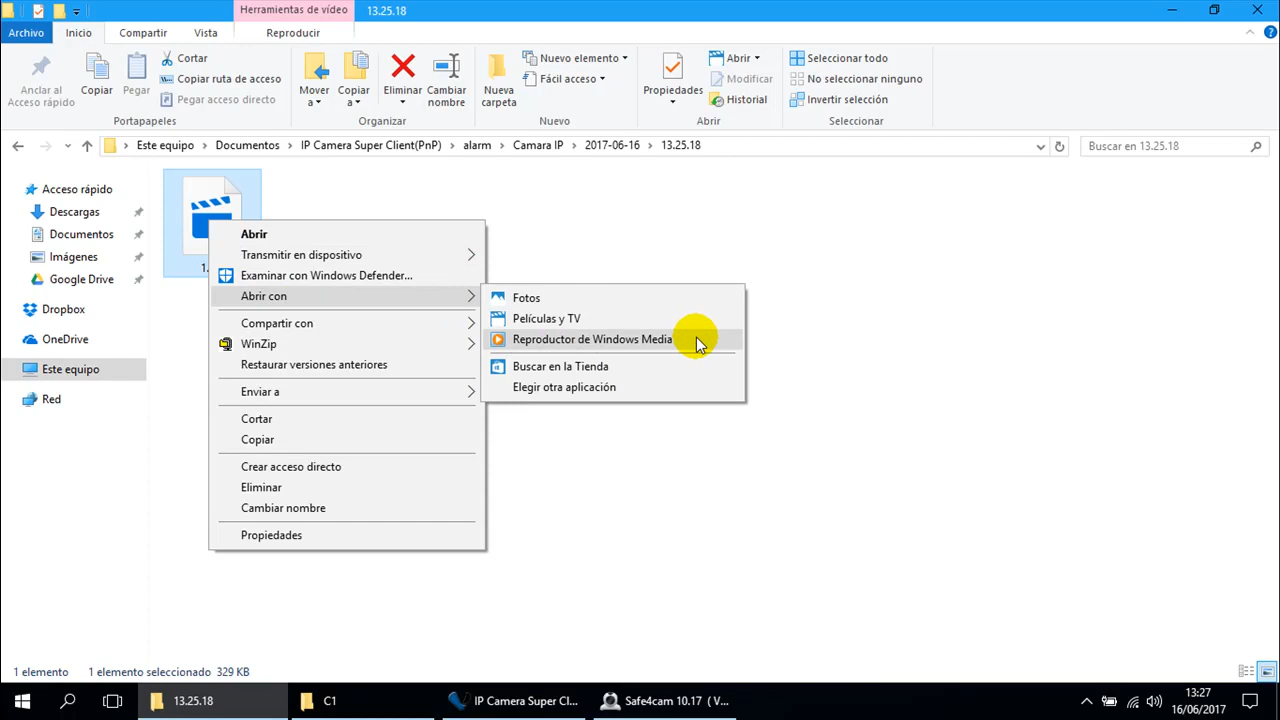 Herramientas de vídeo
13.25.18
Archivo
Inicio
Compartir
Vista
Reproducir
Anclar al
Acceso rápido
Copiar
Pegar
Cortar
Copiar ruta de acceso
Pegar acceso directo
Portapapeles
Mover
a
Copiar
a
Eliminar
Cambiar
nombre
Organizar
Nueva
carpeta
Nuevo elemento
Fácil acceso
Nuevo
Propiedades
Abrir
Modificar
Historial
Abrir
Seleccionar todo
No seleccionar ninguno
Invertir selección
Seleccionar
Este equipo
Documentos
IP Camera Super Client(PnP)
alarm
Camara IP
2017-06-16
13.25.18
Buscar en 13.25.18
Acceso rápido
Descargas
Documentos
Imágenes
Google Drive
Dropbox
OneDrive
Este equipo
Red
Abrir
Transmitir en dispositivo
Examinar con Windows Defender...
Abrir con
Compartir con
WinZip
Restaurar versiones anteriores
Enviar a
Cortar
Copiar
Crear acceso directo
Eliminar
Cambiar nombre
Propiedades
Fotos
Películas y TV
Reproductor de Windows Media
Buscar en la Tienda
Elegir otra aplicación
1 elemento
1 elemento seleccionado 329 KB
13.25.18
C1
IP Camera Super Cl...
Safe4cam 10.17 ( V...
13:27
16/06/2017